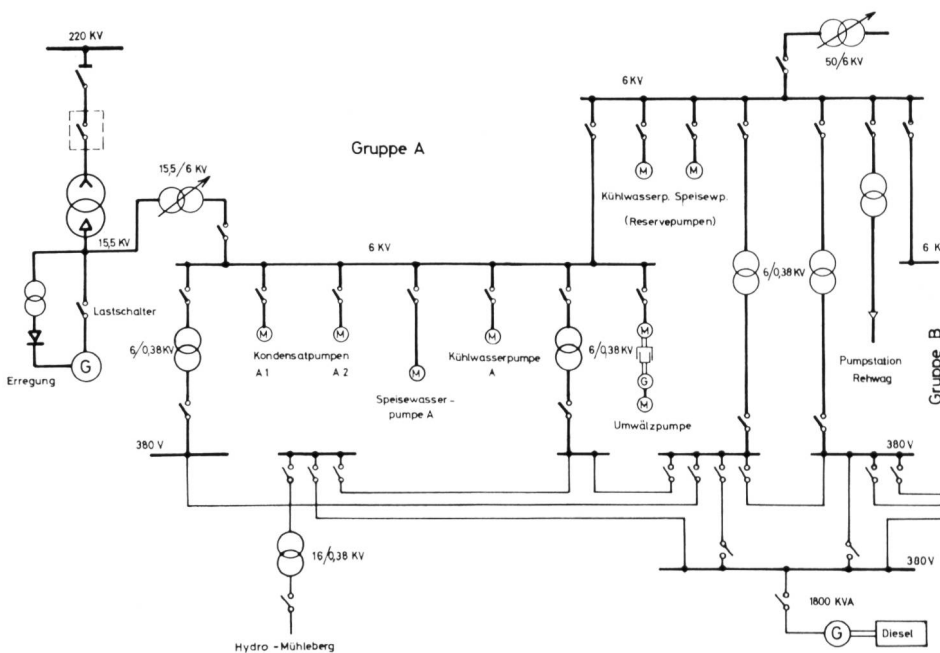 220 KV
50/6 KV
6 KV
Gruppe A
15,5/6 KV
M
M
Kühlwasserp. Speisewp.
(Reservepumpen)
15,5 KV
6 KV
6 K
6/0,38 KV
Lastschalter
6/0,38 KV
M
M
Kondensatpumpen
A 1
A 2
M
Kühlwasserpumpe
A
6/0,38 KV
M
G
M
G
Erregung
M
Speisewasser-
pumpe A
Umwälzpumpe
Pumpstation
Rehwag
Gruppe B
380 V
380 V
16/0,38 KV
380 V
1800 KVA
G
Diesel
Hydro - Mühleberg